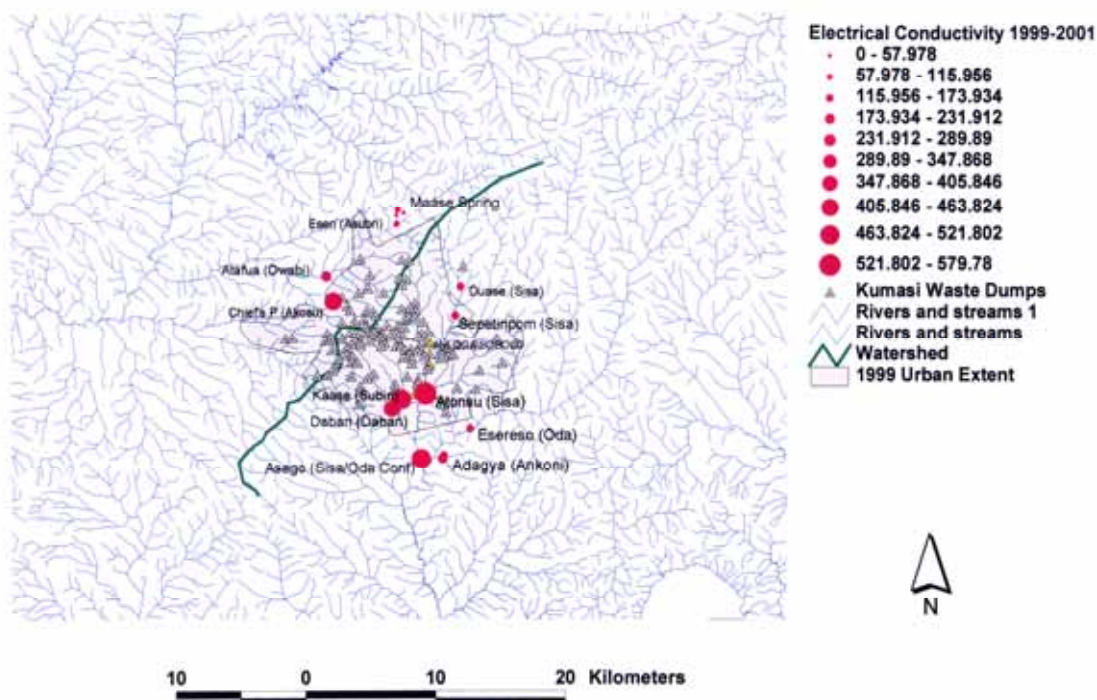 Electrical Conductivity 1999-2001
0 - 57.978
57.978 - 115.956
115.956 - 173.934
173.934 - 231.912
231.912 - 289.89
289.89 - 347.868
347.868 - 405.846
405.846 - 463.824
463.824 - 521.802
521.802 - 579.78
Kumasi Waste Dumps
Rivers and streams 1
Rivers and streams
Watershed
1999 Urban Extent
Maase Spring
Esen (Asubri)
Atafua (Owabi)
Duase (Sisa)
Chief's P (Akosu)
Sepetinpom (Sisa)
Kaase (Subin)
Atonsu (Sisa)
Daban (Daban)
Esereso (Oda)
Asago (Sisa/Oda Conf)
Adagya (Ankoni)
N
10 0 10 20 Kilometers